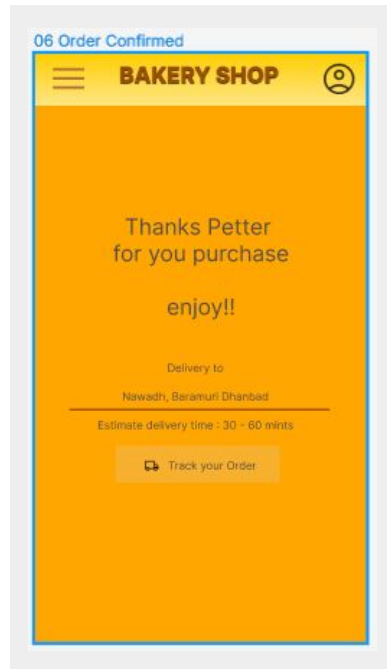 06 Order Confirmed
BAKERY SHOP
Thanks Petter
for you purchase
enjoy!!
Delivery to
Nawadh, Baramuri Dhanbad
Estimate delivery time : 30 - 60 mints
Track your Order